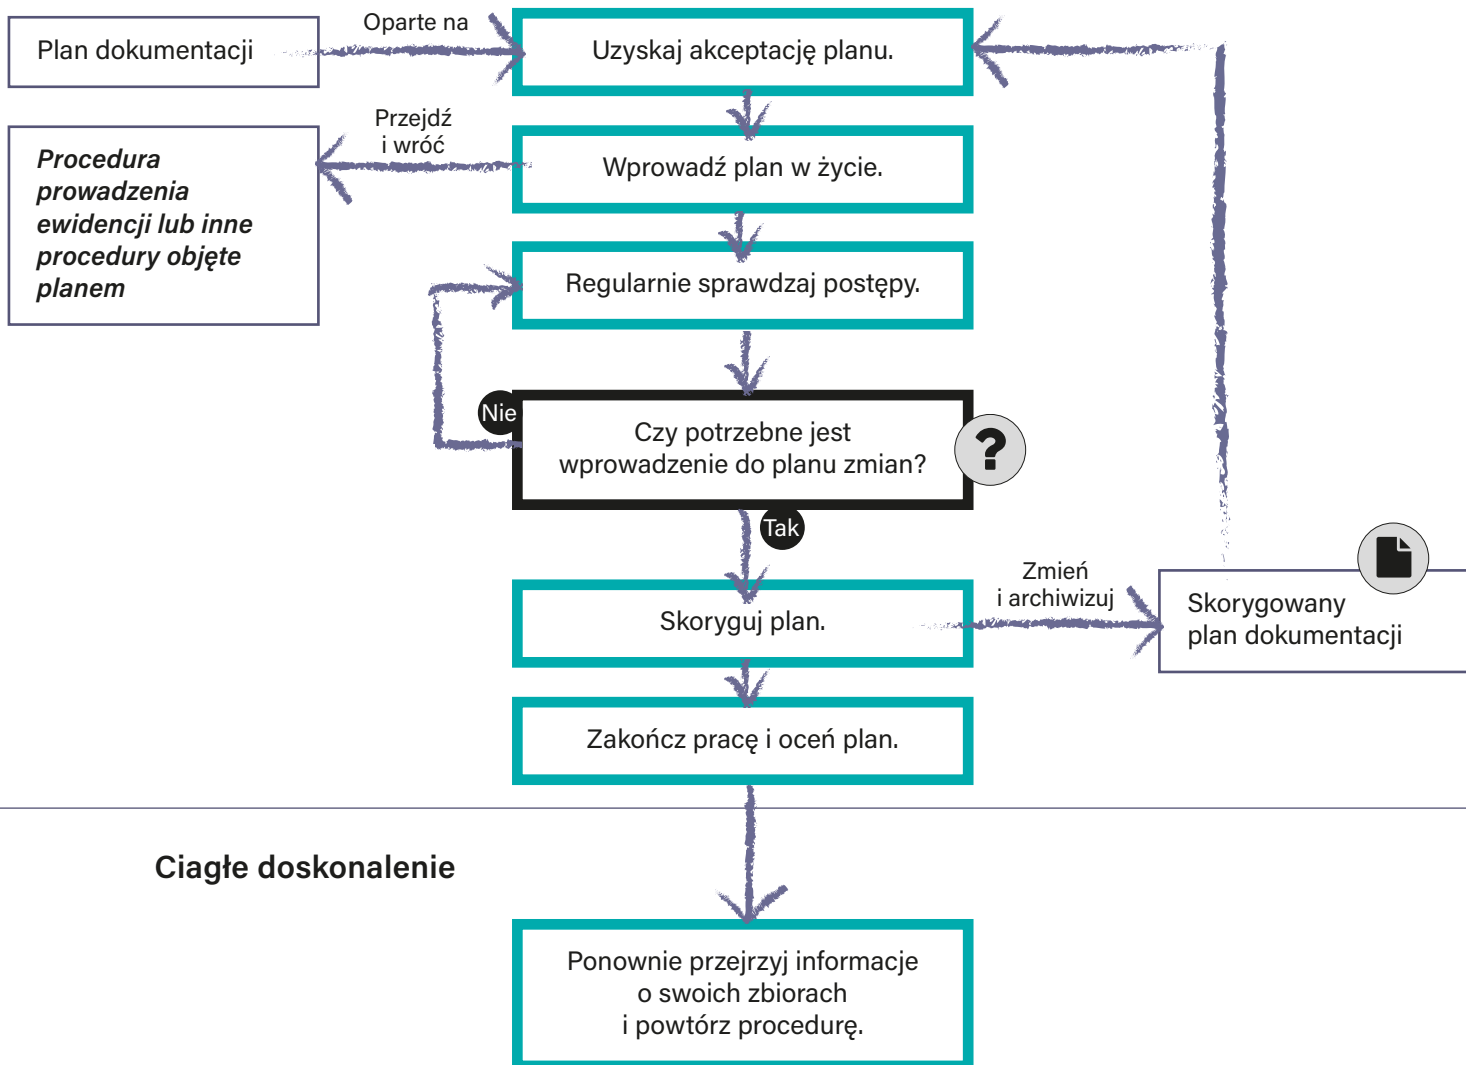 Oparte na
Plan dokumentacji
Uzyskaj akceptację planu.
Przejdź
i wróć
Procedura
prowadzenia
ewidencji lub inne
procedury objęte
planem
Wprowadź plan w życie.
Regularnie sprawdzaj postępy.
Nie
Czy potrzebne jest
wprowadzenie do planu zmian?
?
Tak
Skoryguj plan.
Zmień
i archiwizuj
Skorygowany
plan dokumentacji
Zakończ pracę i oceń plan.
Ciagłe doskonalenie
Ponownie przejrzyj informacje
o swoich zbiorach
i powtórz procedurę.